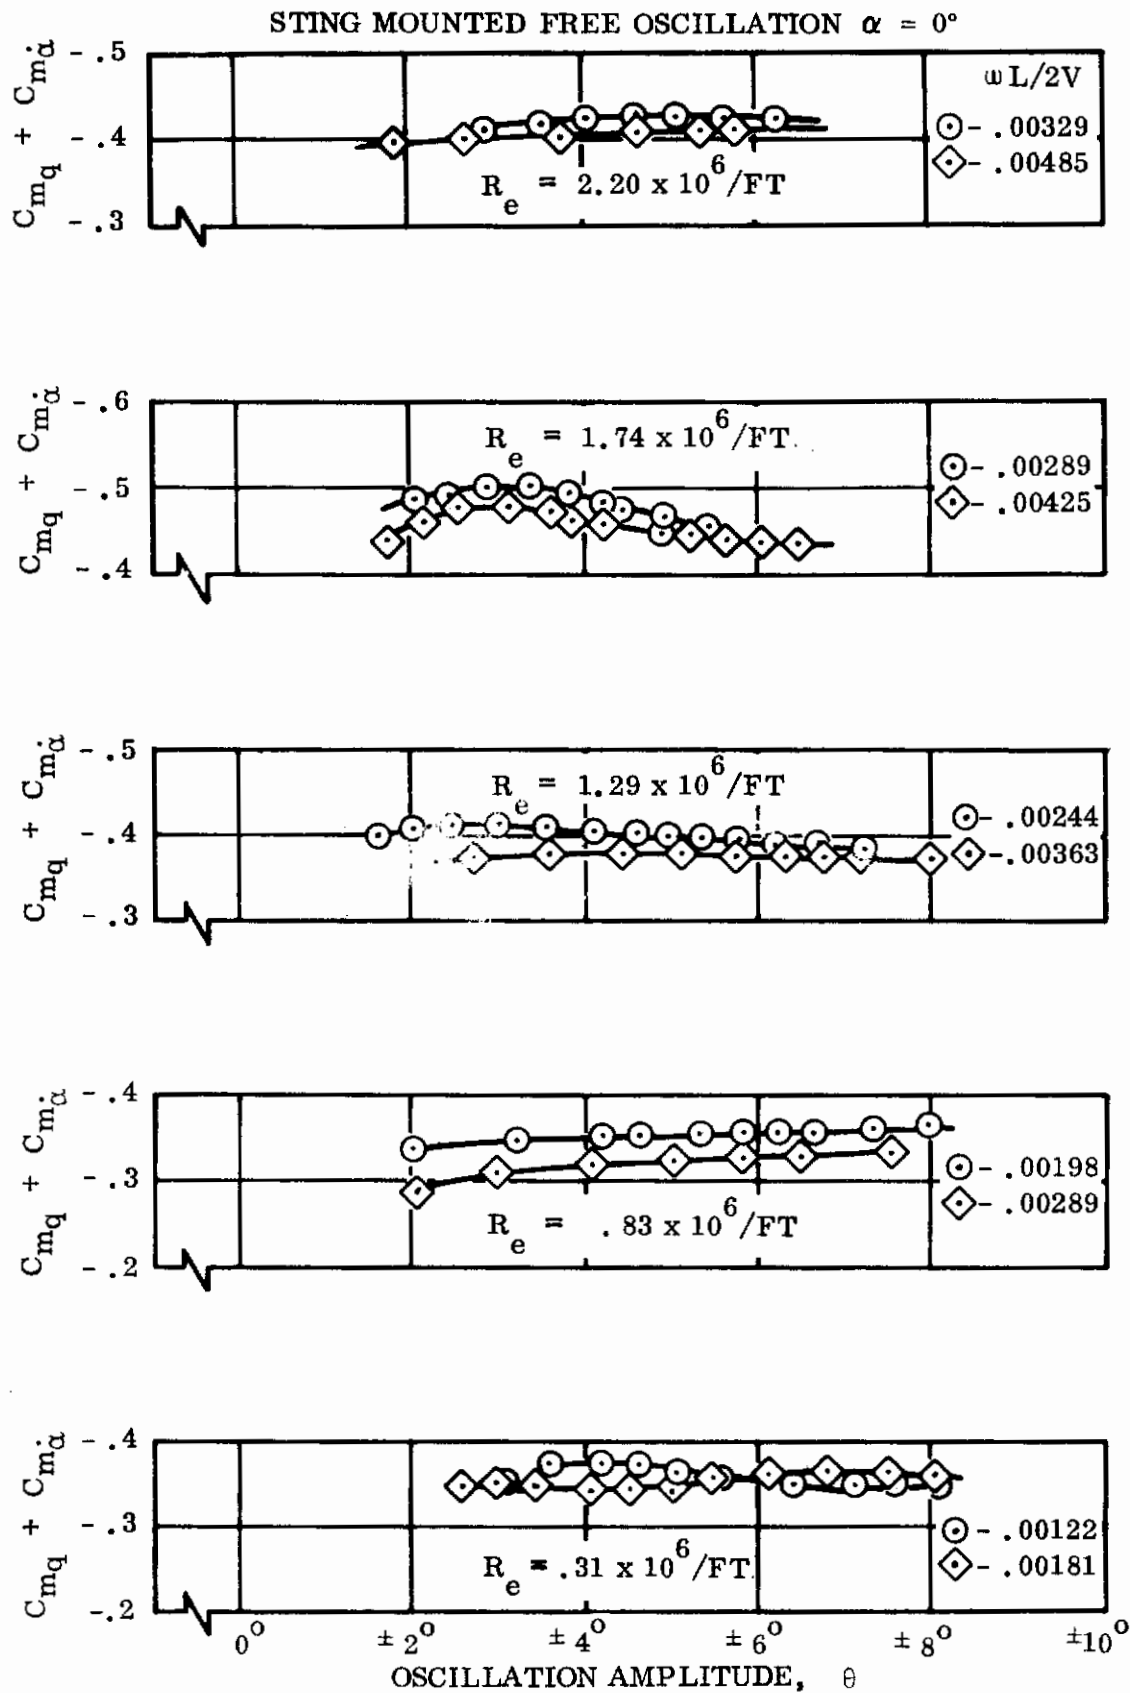 STING MOUNTED FREE OSCILLATION α = 0°
Cmq + Cmα̇
- .5
- .4
- .3
ωL/2V
- .00329
- .00485
Re = 2.20 x 10^6/FT
Cmq + Cmα̇
- .6
- .5
- .4
Re = 1.74 x 10^6/FT.
- .00289
- .00425
Cmq + Cmα̇
- .5
- .4
- .3
Re = 1.29 x 10^6/FT
- .00244
- .00363
Cmq + Cmα̇
- .4
- .3
- .2
Re = .83 x 10^6/FT
- .00198
- .00289
Cmq + Cmα̇
- .4
- .3
-.2
Re = .31 x 10^6/FT
- .00122
- .00181
0° ±2° ±4° ±6° ±8° ±10°
OSCILLATION AMPLITUDE, θ